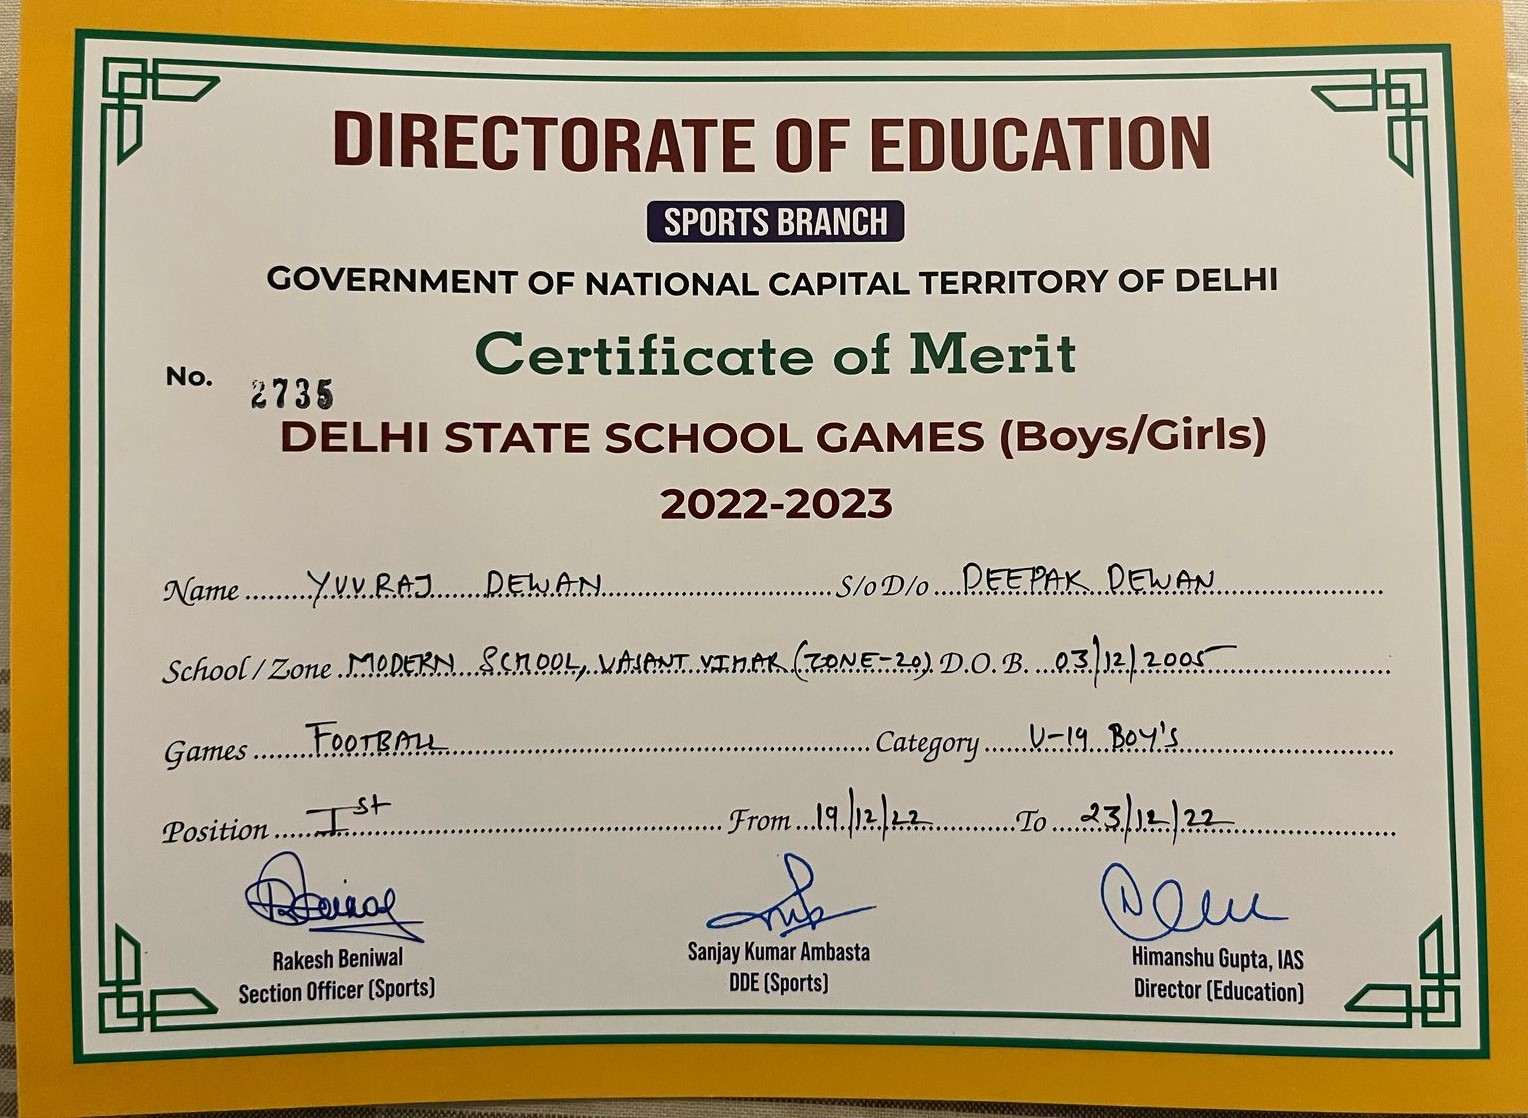 DIRECTORATE OF EDUCATION
SPORTS BRANCH
GOVERNMENT OF NATIONAL CAPITAL TERRITORY OF DELHI
Certificate of Merit
No. 2735
DELHI STATE SCHOOL GAMES (Boys/Girls)
2022-2023
Name ...... YUVRAJ DEWAN ...... S/o D/o .... DEEPAK DEWAN ......
School / Zone . MODERN SCHOOL, VASANT VIHAR (ZONE-20) D.O.B. ... 03/12/2005 ......
Games ...... FOOTBALL ...... Category ...... U-19 BOY'S ......
Position ...... Ist ...... From ... 19/12/22 ...... To .... 23/12/22 ......
Rakesh Beniwal
Section Officer (Sports)
Sanjay Kumar Ambasta
DDE (Sports)
Himanshu Gupta, IAS
Director (Education)